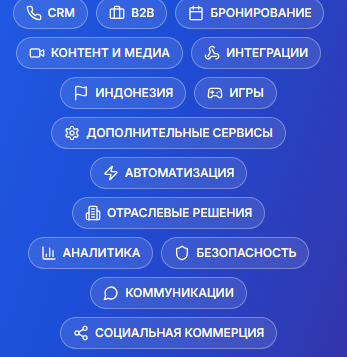 CRM B2B БРОНИРОВАНИЕ
КОНТЕНТ И МЕДИА ИНТЕГРАЦИИ
ИНДОНЕЗИЯ ИГРЫ
ДОПОЛНИТЕЛЬНЫЕ СЕРВИСЫ
АВТОМАТИЗАЦИЯ
ОТРАСЛЕВЫЕ РЕШЕНИЯ
АНАЛИТИКА БЕЗОПАСНОСТЬ
КОММУНИКАЦИИ
СОЦИАЛЬНАЯ КОММЕРЦИЯ